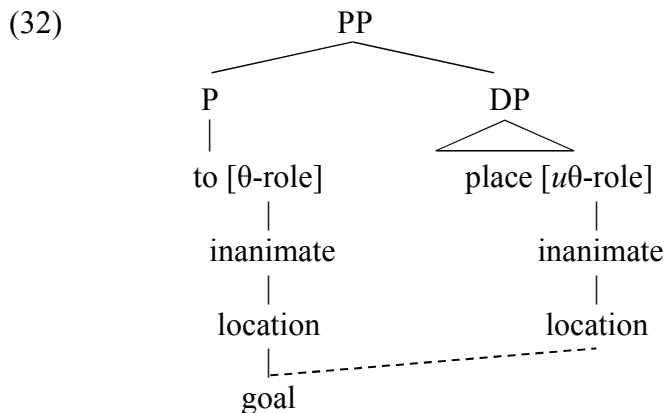 (32) PP
P DP
to [θ-role] place [uθ-role]
inanimate inanimate
location location
goal